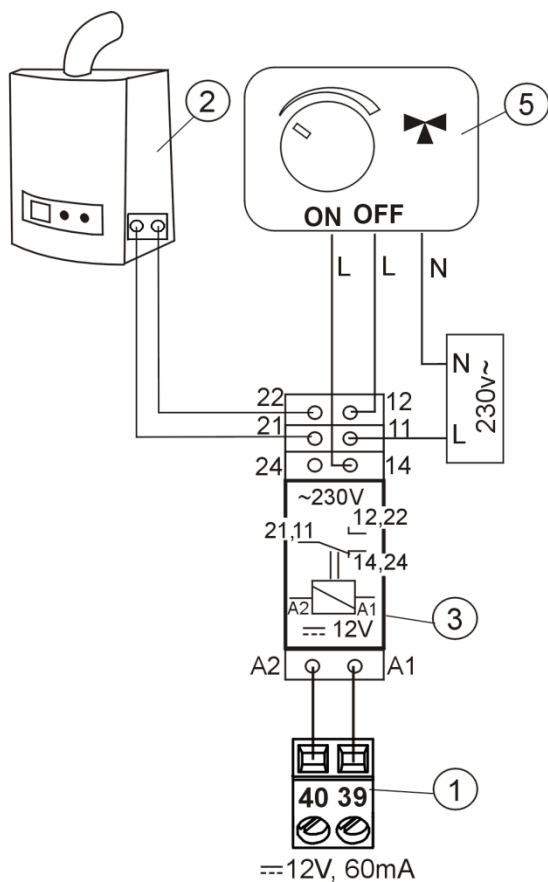 2
5
ON OFF
L L N
22 12
21 11
24 14
N
L
230v~
~230V
12,22
21,11
14,24
A2 A1
⎓ 12V
3
A2 A1
40 39
1
⎓12V, 60mA